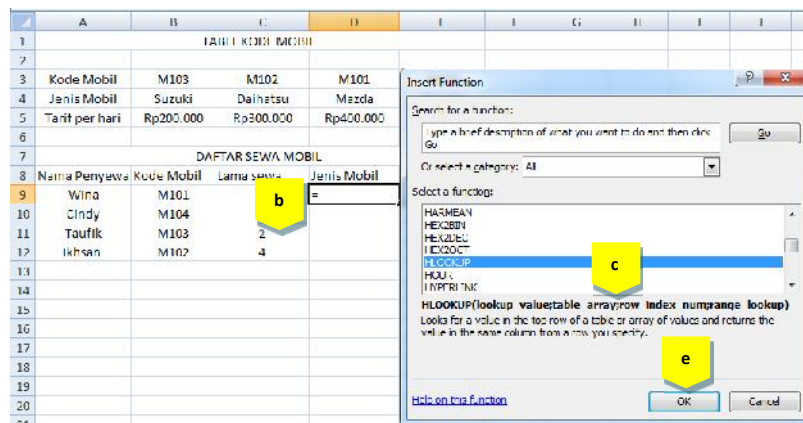 A B C D E F G H I J
1 TABEL KODE MOBIL
2
3 Kode Mobil M103 M102 M101
4 Jenis Mobil Suzuki Daihatsu Mazda
5 Tarif per hari Rp200.000 Rp300.000 Rp400.000
6
7 DAFTAR SEWA MOBIL
8 Nama Penyewa Kode Mobil Lama sewa Jenis Mobil
9 Wina M101 =
10 Cindy M104
11 Taufik M103 2
12 Ikhsan M102 4
13
14
15
16
17
18
19
20
b
Insert Function
Search for a function:
Type a brief description of what you want to do and then click
Go
Go
Or select a category: All
Select a function:
HARMEAN
HEX2BIN
HEX2DEC
HEX2OCT
HLOOKUP
HOUR
HYPERLINK
c
HLOOKUP(lookup_value;table_array;row_index_num;range_lookup)
Looks for a value in the top row of a table or array of values and returns the
value in the same column from a row you specify.
e
Help on this function
OK Cancel